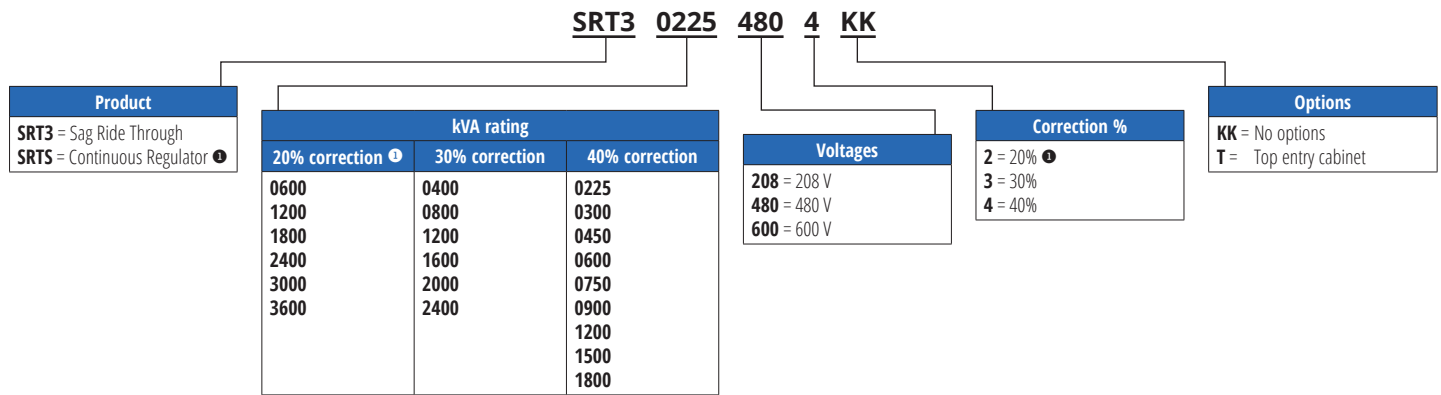 SRT3 0225 480 4 KK
Product
SRT3 = Sag Ride Through
SRTS = Continuous Regulator ❶
kVA rating
20% correction ❶ 30% correction 40% correction
0600 0400 0225
1200 0800 0300
1800 1200 0450
2400 1600 0600
3000 2000 0750
3600 2400 0900
1200
1500
1800
Voltages
208 = 208 V
480 = 480 V
600 = 600 V
Correction %
2 = 20% ❶
3 = 30%
4 = 40%
Options
KK = No options
T = Top entry cabinet